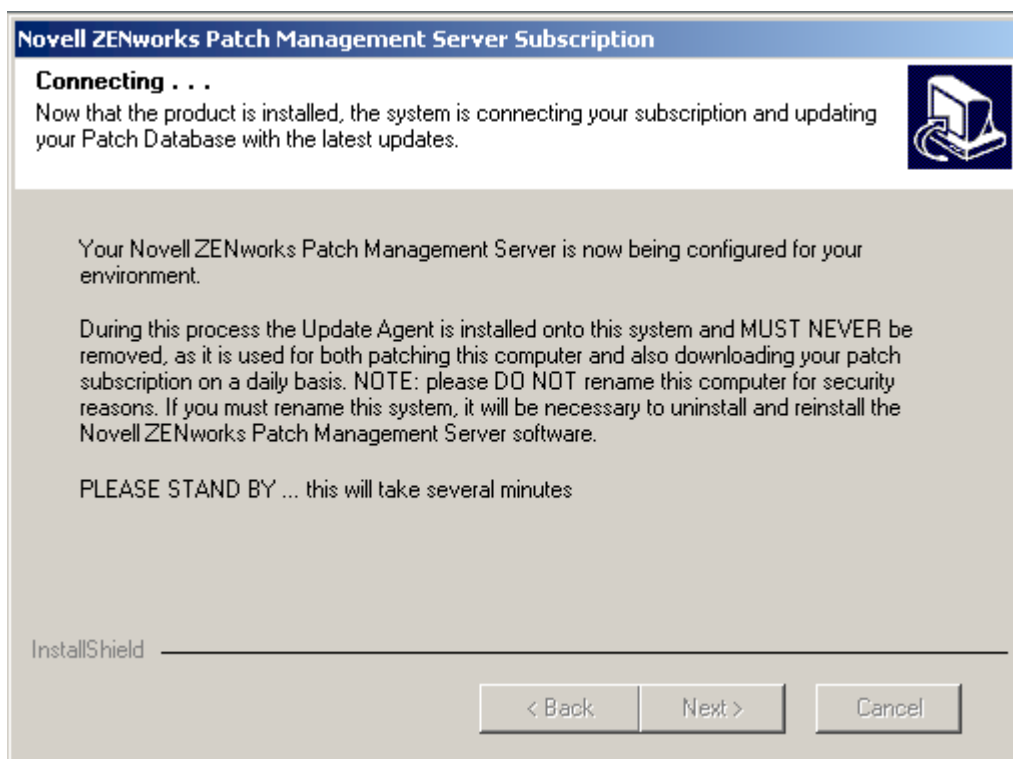 Novell ZENworks Patch Management Server Subscription
Connecting . . .
Now that the product is installed, the system is connecting your subscription and updating
your Patch Database with the latest updates.
Your Novell ZENworks Patch Management Server is now being configured for your
environment.
During this process the Update Agent is installed onto this system and MUST NEVER be
removed, as it is used for both patching this computer and also downloading your patch
subscription on a daily basis. NOTE: please DO NOT rename this computer for security
reasons. If you must rename this system, it will be necessary to uninstall and reinstall the
Novell ZENworks Patch Management Server software.
PLEASE STAND BY ... this will take several minutes
InstallShield
< Back Next > Cancel